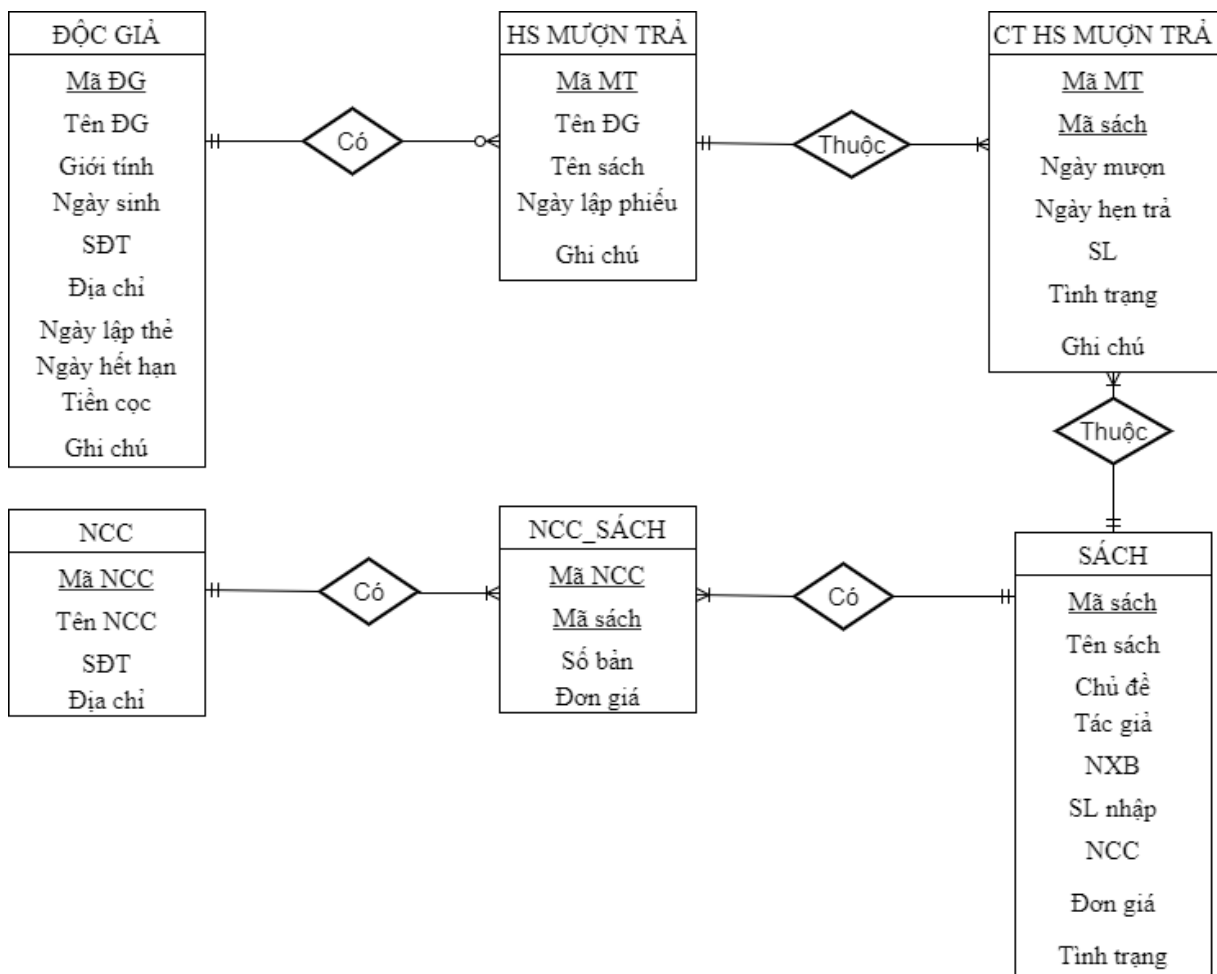 ĐỘC GIẢ
Mã ĐG
Tên ĐG
Giới tính
Ngày sinh
SĐT
Địa chỉ
Ngày lập thẻ
Ngày hết hạn
Tiền cọc
Ghi chú
Có
HS MƯỢN TRẢ
Mã MT
Tên ĐG
Tên sách
Ngày lập phiếu
Ghi chú
Thuộc
CT HS MUỢN TRẢ
Mã MT
Mã sách
Ngày mượn
Ngày hẹn trả
SL
Tình trạng
Ghi chú
Thuộc
NCC
Mã NCC
Tên NCC
SĐT
Địa chỉ
Có
NCC_SÁCH
Mã NCC
Mã sách
Số bản
Đơn giá
Có
SÁCH
Mã sách
Tên sách
Chủ đề
Tác giả
NXB
SL nhập
NCC
Đơn giá
Tình trạng